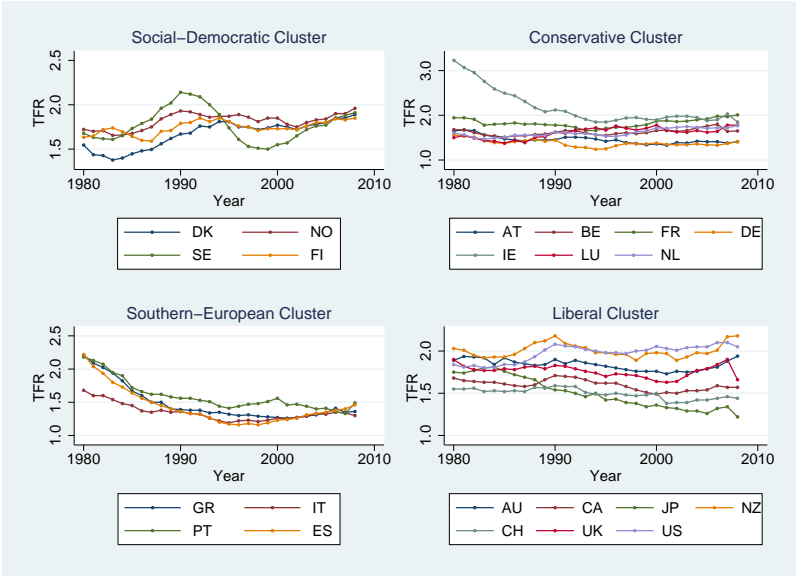 Social−Democratic Cluster
2.5
2.0
1.5
TFR
1980 1990 2000 2010
Year
DK NO
SE FI
Conservative Cluster
3.0
2.0
1.0
TFR
1980 1990 2000 2010
Year
AT BE FR DE
IE LU NL
Southern−European Cluster
2.5
2.0
1.5
1.0
TFR
1980 1990 2000 2010
Year
GR IT
PT ES
Liberal Cluster
2.0
1.5
1.0
TFR
1980 1990 2000 2010
Year
AU CA JP NZ
CH UK US